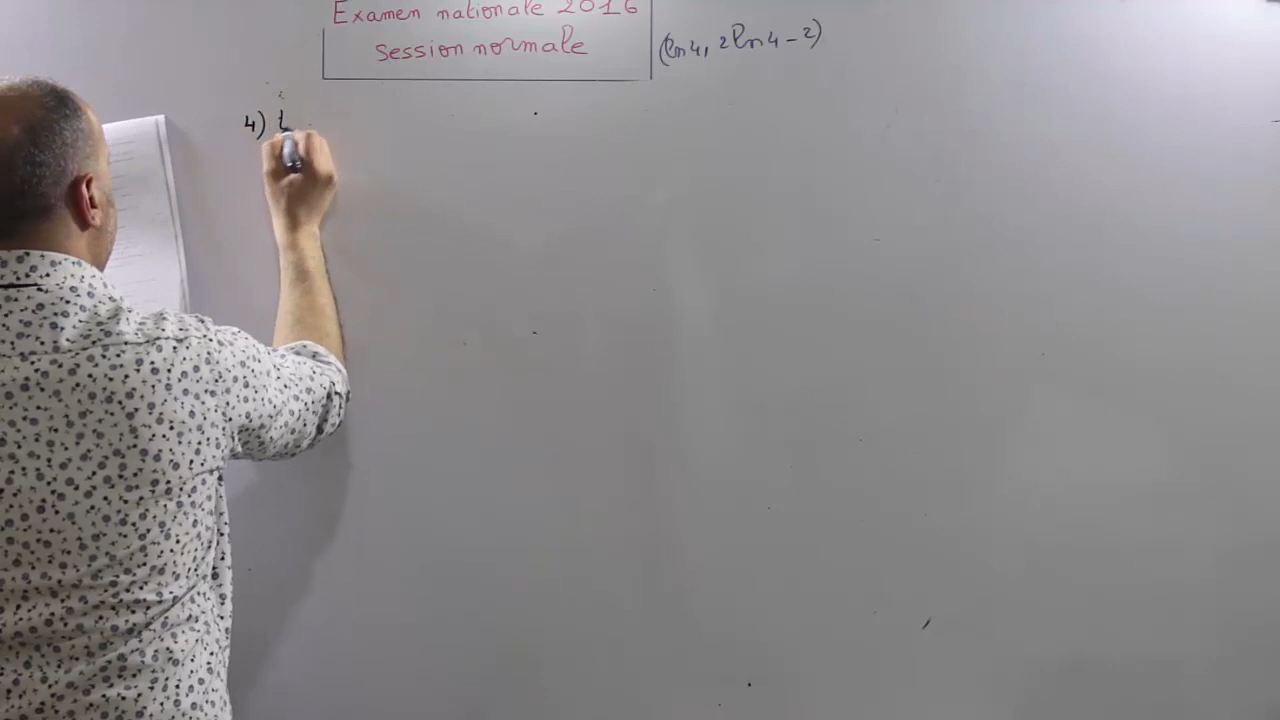 Examen nationale 2016
session normale
(ln4, 2ln4-2)
4)